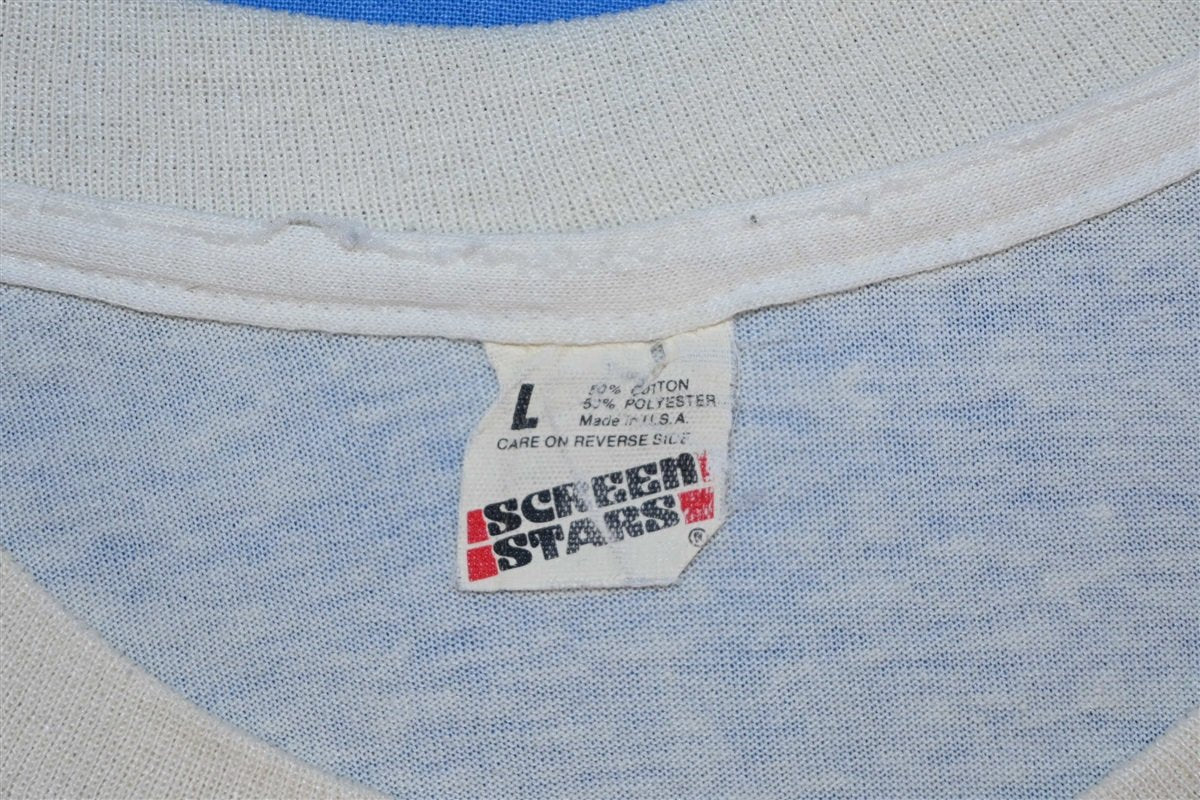 L
50% COTTON
50% POLYESTER
Made in U.S.A.
CARE ON REVERSE SIDE
SCREEN
STARS
®